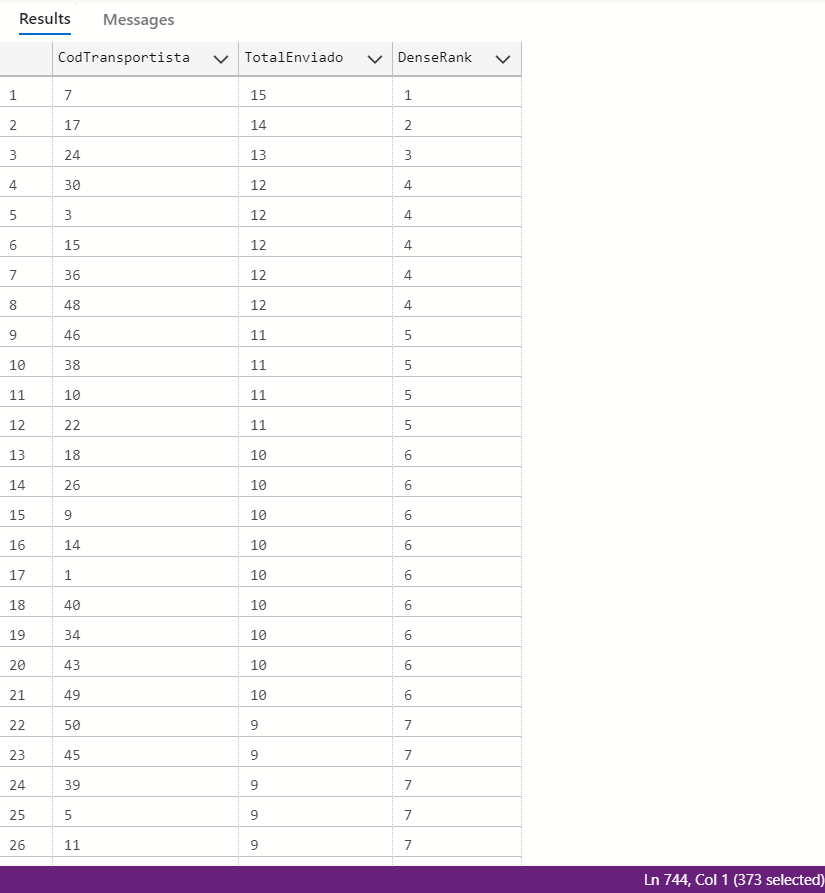 Results Messages
CodTransportista TotalEnviado DenseRank
1 7 15 1
2 17 14 2
3 24 13 3
4 30 12 4
5 3 12 4
6 15 12 4
7 36 12 4
8 48 12 4
9 46 11 5
10 38 11 5
11 10 11 5
12 22 11 5
13 18 10 6
14 26 10 6
15 9 10 6
16 14 10 6
17 1 10 6
18 40 10 6
19 34 10 6
20 43 10 6
21 49 10 6
22 50 9 7
23 45 9 7
24 39 9 7
25 5 9 7
26 11 9 7
Ln 744, Col 1 (373 selected)